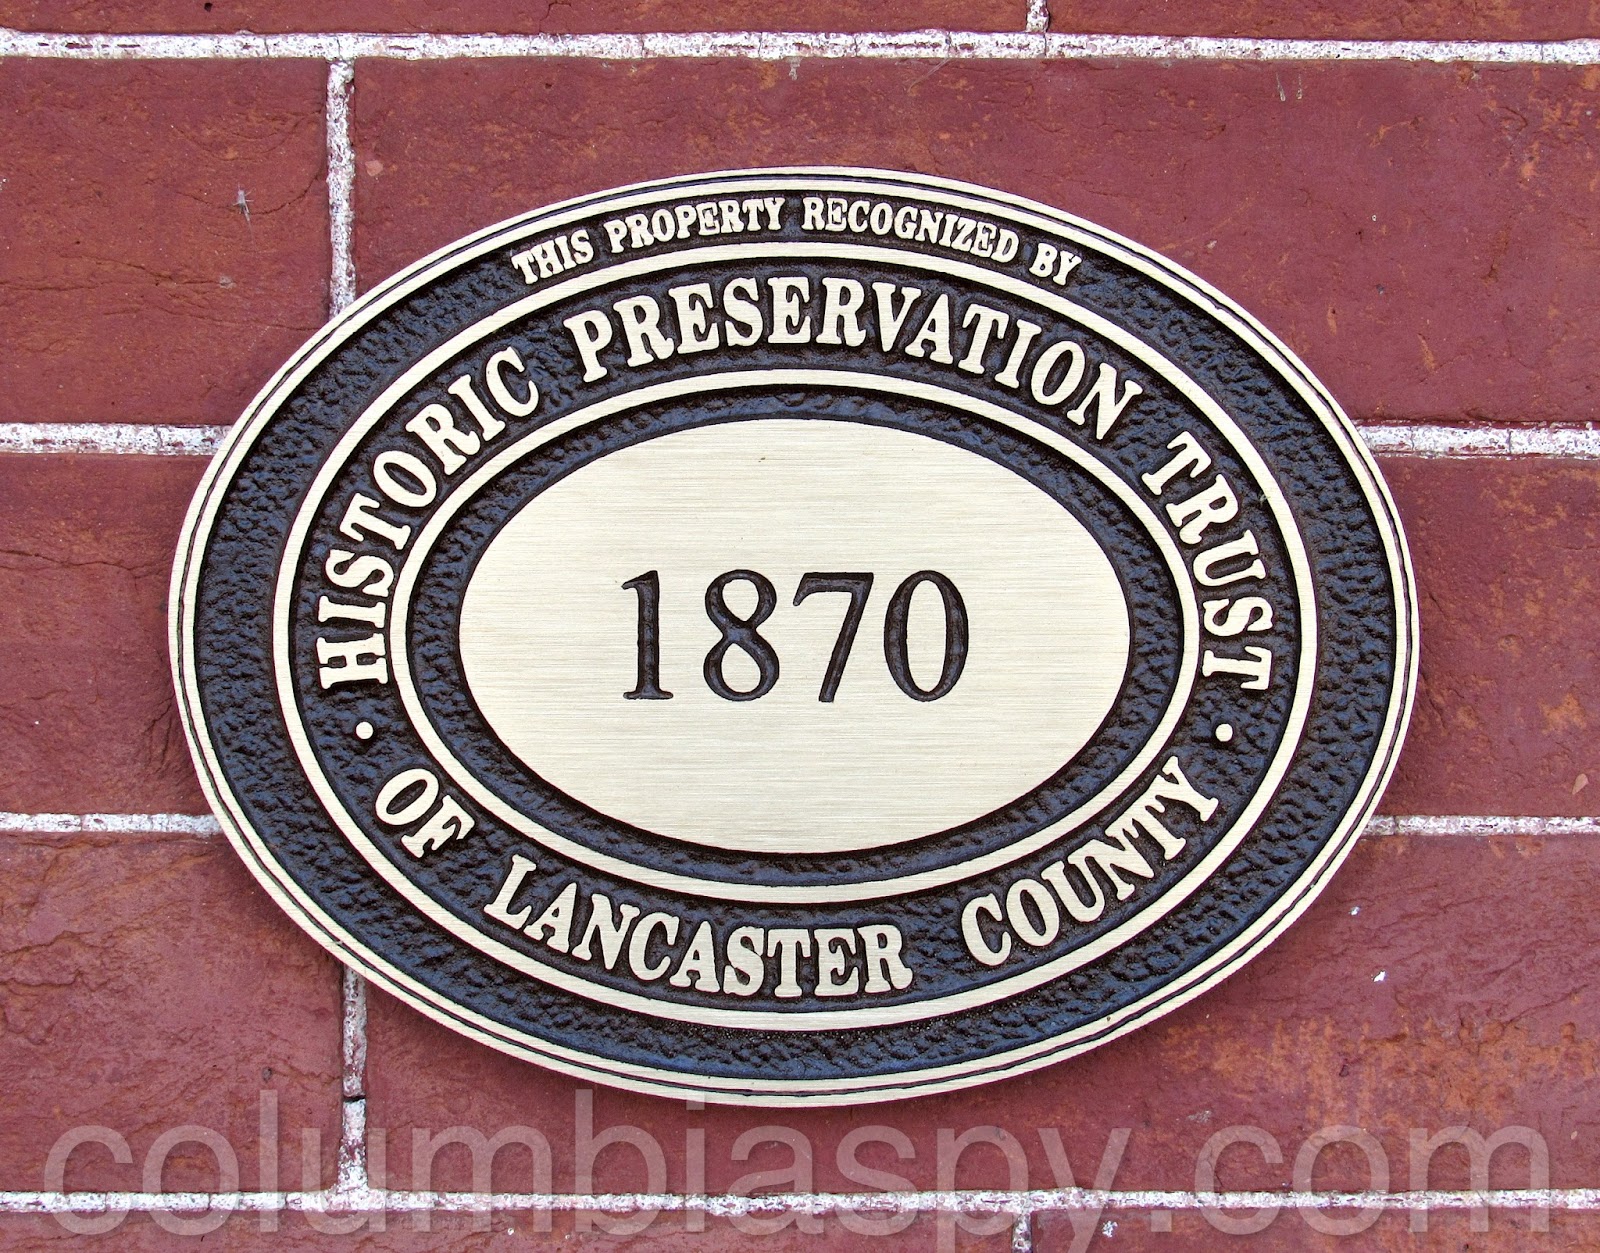 THIS PROPERTY RECOGNIZED BY
HISTORIC PRESERVATION TRUST
1870
• OF LANCASTER COUNTY •
columbiaspy.com